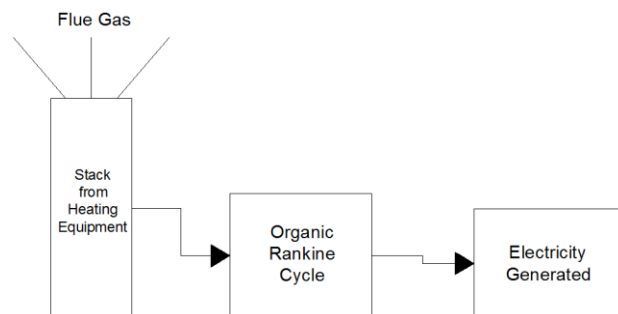 Flue Gas
Stack
from
Heating
Equipment
Organic
Rankine
Cycle
Electricity
Generated